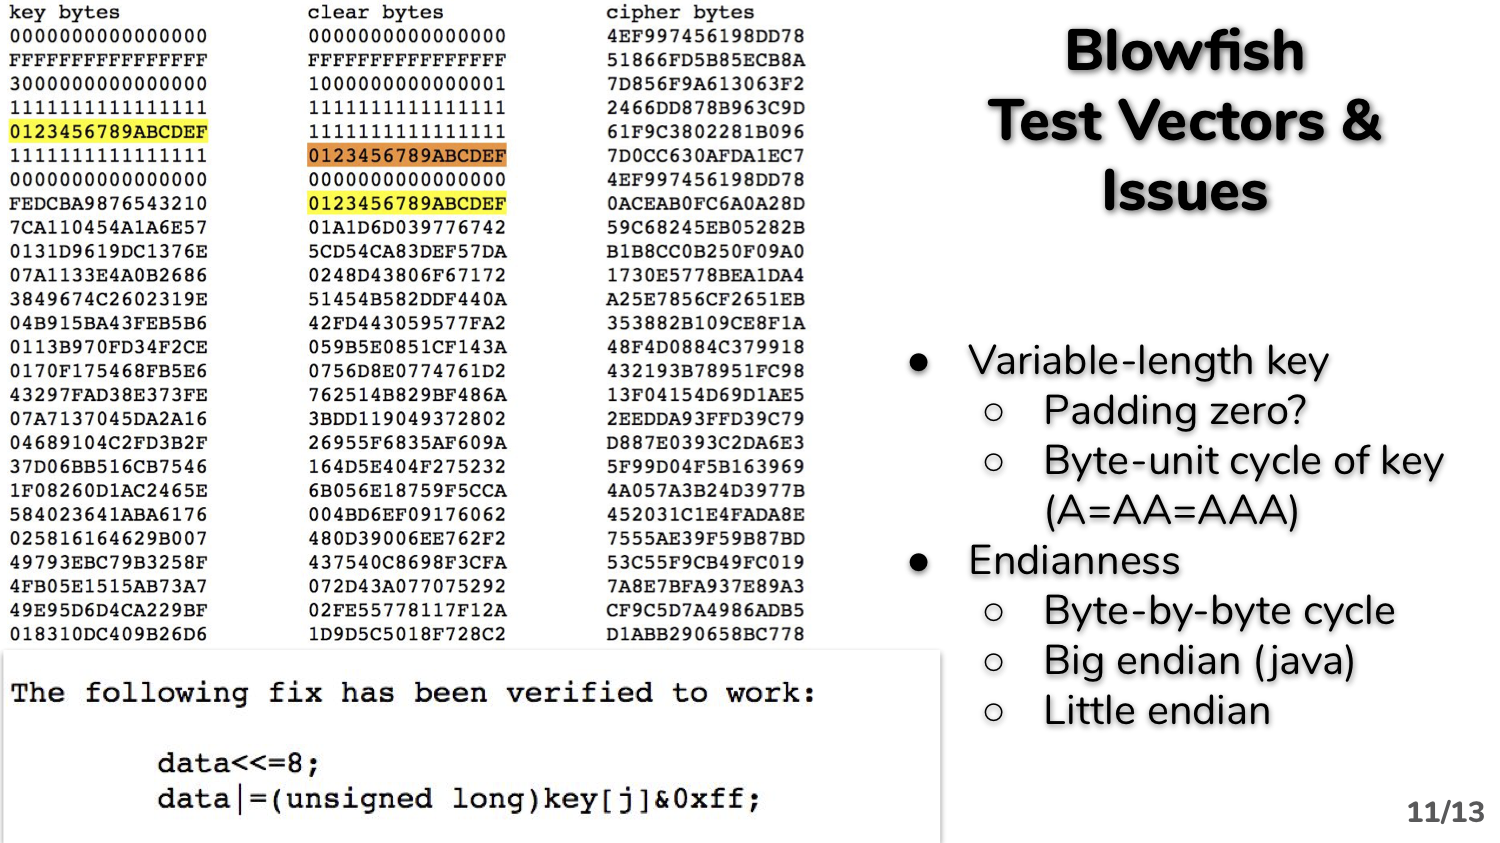 key bytes clear bytes cipher bytes
0000000000000000 0000000000000000 4EF997456198DD78
FFFFFFFFFFFFFFFF FFFFFFFFFFFFFFFF 51866FD5B85ECB8A
3000000000000000 1000000000000001 7D856F9A613063F2
1111111111111111 1111111111111111 2466DD878B963C9D
0123456789ABCDEF 1111111111111111 61F9C3802281B096
1111111111111111 0123456789ABCDEF 7D0CC630AFDA1EC7
0000000000000000 0000000000000000 4EF997456198DD78
FEDCBA9876543210 0123456789ABCDEF 0ACEAB0FC6A0A28D
7CA110454A1A6E57 01A1D6D039776742 59C68245EB05282B
0131D9619DC1376E 5CD54CA83DEF57DA B1B8CC0B250F09A0
07A1133E4A0B2686 0248D43806F67172 1730E5778BEA1DA4
3849674C2602319E 51454B582DDF440A A25E7856CF2651EB
04B915BA43FEB5B6 42FD443059577FA2 353882B109CE8F1A
0113B970FD34F2CE 059B5E0851CF143A 48F4D0884C379918
0170F175468FB5E6 0756D8E0774761D2 432193B78951FC98
43297FAD38E373FE 762514B829BF486A 13F04154D69D1AE5
07A7137045DA2A16 3BDD119049372802 2EEDDA93FFD39C79
04689104C2FD3B2F 26955F6835AF609A D887E0393C2DA6E3
37D06BB516CB7546 164D5E404F275232 5F99D04F5B163969
1F08260D1AC2465E 6B056E18759F5CCA 4A057A3B24D3977B
584023641ABA6176 004BD6EF09176062 452031C1E4FADA8E
025816164629B007 480D39006EE762F2 7555AE39F59B87BD
49793EBC79B3258F 437540C8698F3CFA 53C55F9CB49FC019
4FB05E1515AB73A7 072D43A077075292 7A8E7BFA937E89A3
49E95D6D4CA229BF 02FE55778117F12A CF9C5D7A4986ADB5
018310DC409B26D6 1D9D5C5018F728C2 D1ABB290658BC778
The following fix has been verified to work:
data<<=8;
data|=(unsigned long)key[j]&0xff;
Blowfish
Test Vectors &
Issues
● Variable-length key
○ Padding zero?
○ Byte-unit cycle of key
(A=AA=AAA)
● Endianness
○ Byte-by-byte cycle
○ Big endian (java)
○ Little endian
11/13